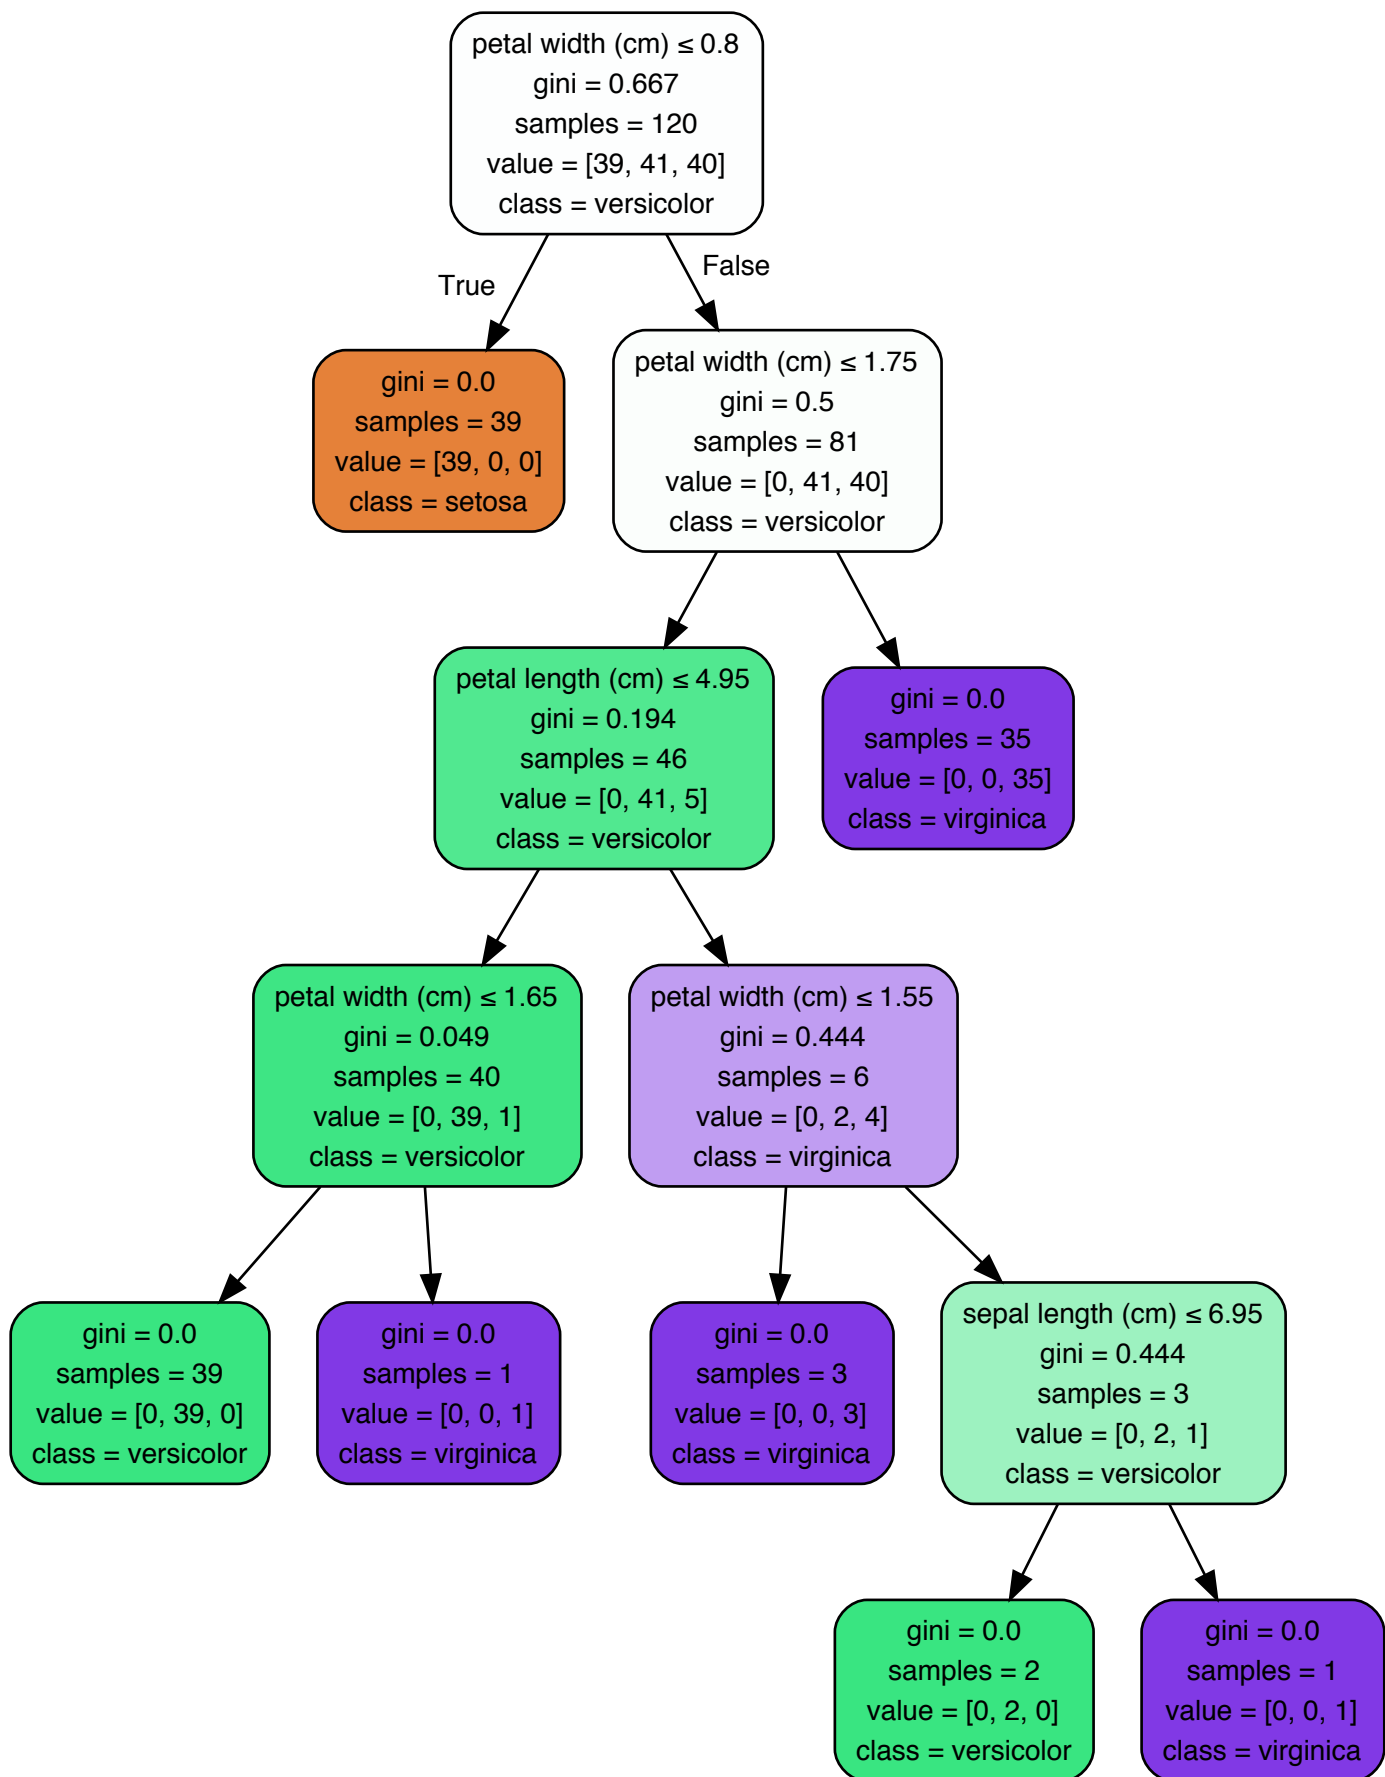 petal width (cm) ≤ 0.8
gini = 0.667
samples = 120
value = [39, 41, 40]
class = versicolor
True
False
gini = 0.0
samples = 39
value = [39, 0, 0]
class = setosa
petal width (cm) ≤ 1.75
gini = 0.5
samples = 81
value = [0, 41, 40]
class = versicolor
petal length (cm) ≤ 4.95
gini = 0.194
samples = 46
value = [0, 41, 5]
class = versicolor
gini = 0.0
samples = 35
value = [0, 0, 35]
class = virginica
petal width (cm) ≤ 1.65
gini = 0.049
samples = 40
value = [0, 39, 1]
class = versicolor
petal width (cm) ≤ 1.55
gini = 0.444
samples = 6
value = [0, 2, 4]
class = virginica
gini = 0.0
samples = 39
value = [0, 39, 0]
class = versicolor
gini = 0.0
samples = 1
value = [0, 0, 1]
class = virginica
gini = 0.0
samples = 3
value = [0, 0, 3]
class = virginica
sepal length (cm) ≤ 6.95
gini = 0.444
samples = 3
value = [0, 2, 1]
class = versicolor
gini = 0.0
samples = 2
value = [0, 2, 0]
class = versicolor
gini = 0.0
samples = 1
value = [0, 0, 1]
class = virginica